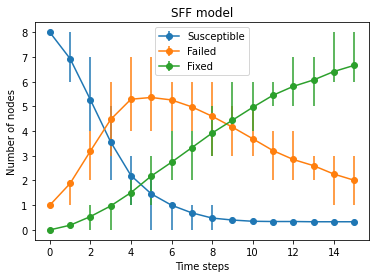 SFF model
Susceptible
Failed
Fixed
Number of nodes
8
7
6
5
4
3
2
1
0
0 2 4 6 8 10 12 14
Time steps